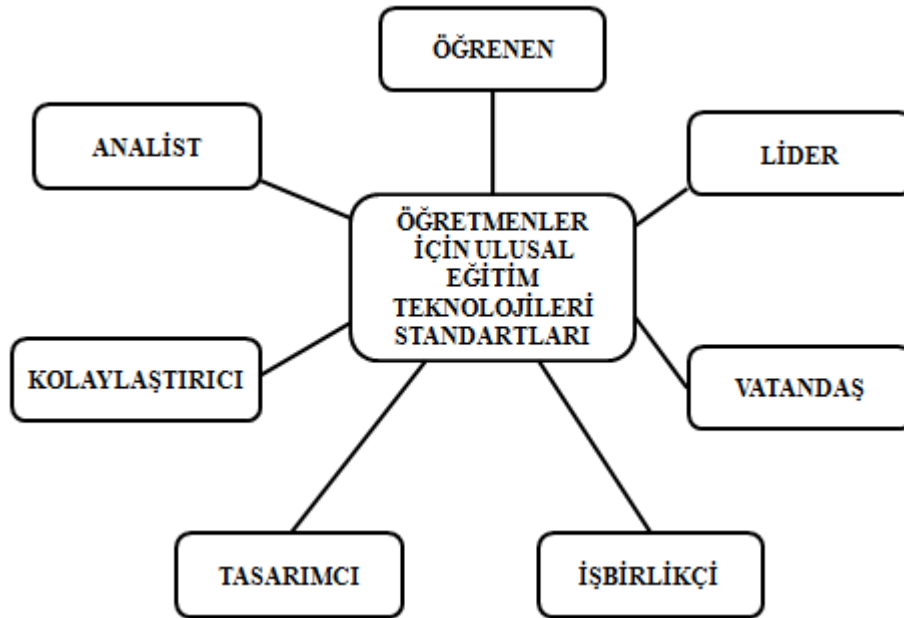 ÖĞRENEN
ANALİST
LİDER
ÖĞRETMENLER
İÇİN ULUSAL
EĞİTİM
TEKNOLOJİLERİ
STANDARTLARI
KOLAYLAŞTIRICI
VATANDAŞ
TASARIMCI
İŞBİRLİKÇİ